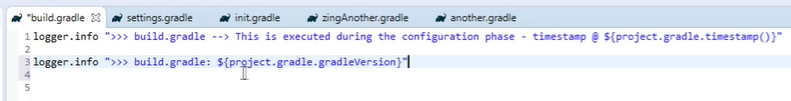 *build.gradle settings.gradle init.gradle zingAnother.gradle another.gradle
1 logger.info ">>> build.gradle --> This is executed during the configuration phase - timestamp @ ${project.gradle.timestamp()}"
2
3 logger.info ">>> build.gradle: ${project.gradle.gradleVersion}"
4
5